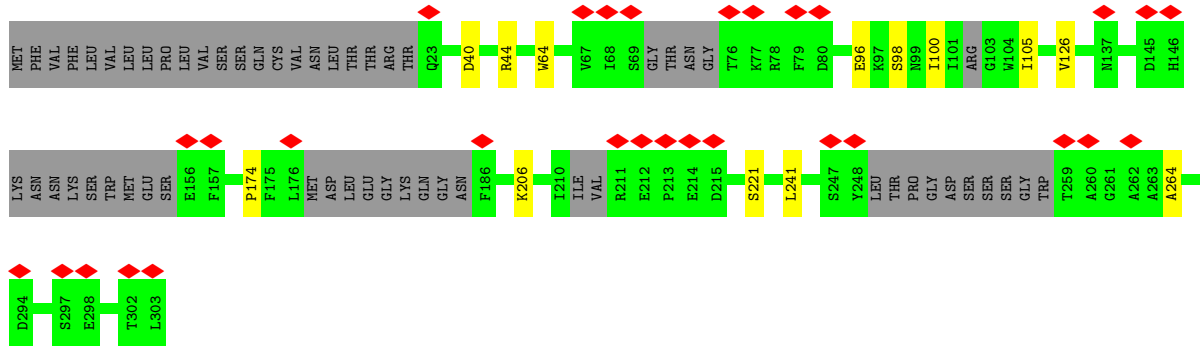 MET PHE VAL PHE LEU VAL LEU LEU PRO LEU VAL SER SER GLN CYS VAL ASN LEU THR THR ARG THR Q23 D40 R44 W64 V67 I68 S69 GLY THR ASN GLY T76 K77 R78 F79 D80 E96 K97 S98 N99 I100 I101 ARG G103 W104 I105 V126 N137 D145 H146
LYS ASN ASN LYS SER TRP MET GLU SER E156 F157 P174 F175 L176 MET ASP LEU GLU GLY LYS GLN GLY ASN F186 K206 I210 ILE VAL R211 E212 P213 E214 D215 S221 L241 S247 Y248 LEU THR PRO GLY ASP SER SER SER GLY TRP T259 A260 G261 A262 A263 A264
D294 S297 E298 T302 L303